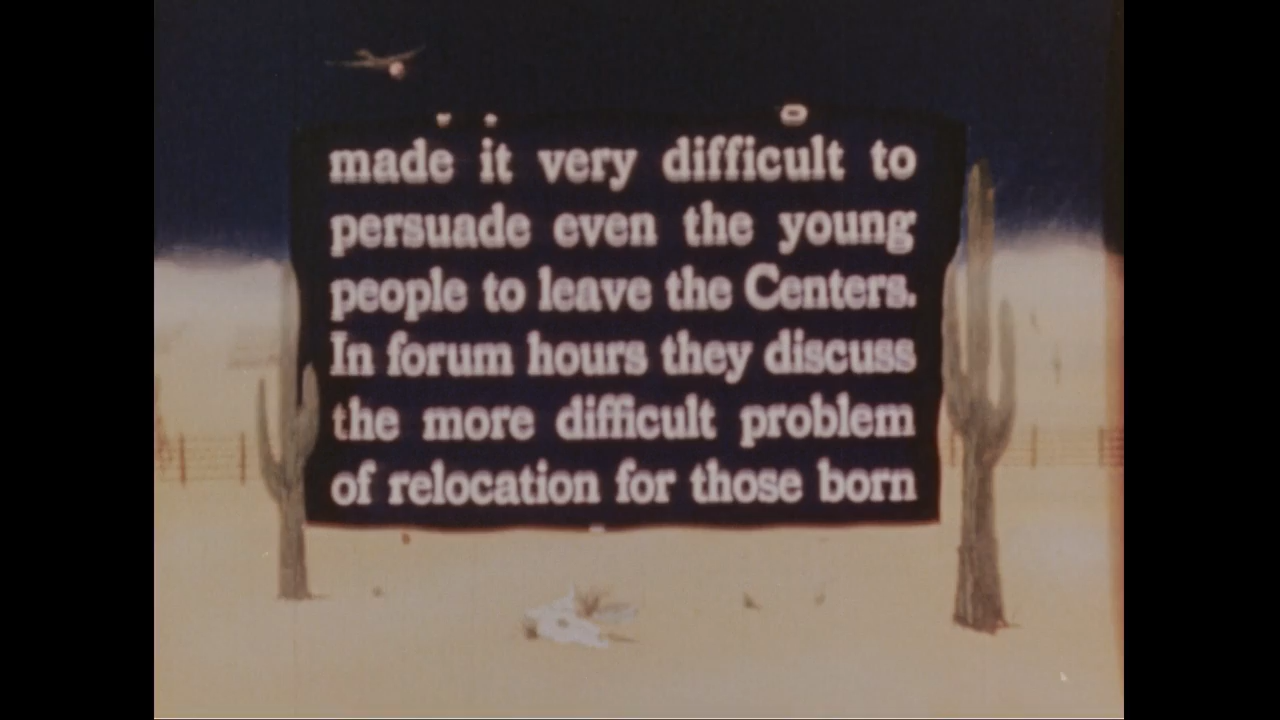 made it very difficult to
persuade even the young
people to leave the Centers.
In forum hours they discuss
the more difficult problem
of relocation for those born